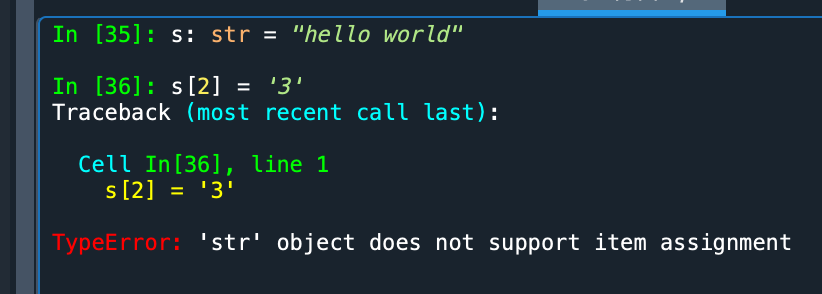 In [35]: s: str = "hello world"
In [36]: s[2] = '3'
Traceback (most recent call last):
Cell In[36], line 1
s[2] = '3'
TypeError: 'str' object does not support item assignment